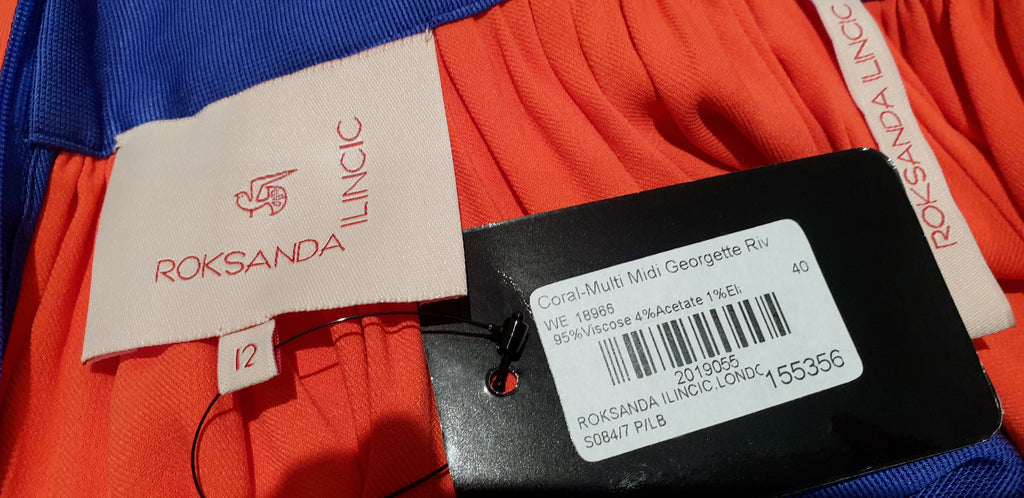 ROKSANDA
ILINCIC
12
ROKSANDA ILINCIC
Coral-Multi Midi Georgette Riv
WE 18966 40
95%Viscose 4%Acetate 1%El:
2019055
ROKSANDA ILINCIC.LONDC 155356
S084/7 P/LB